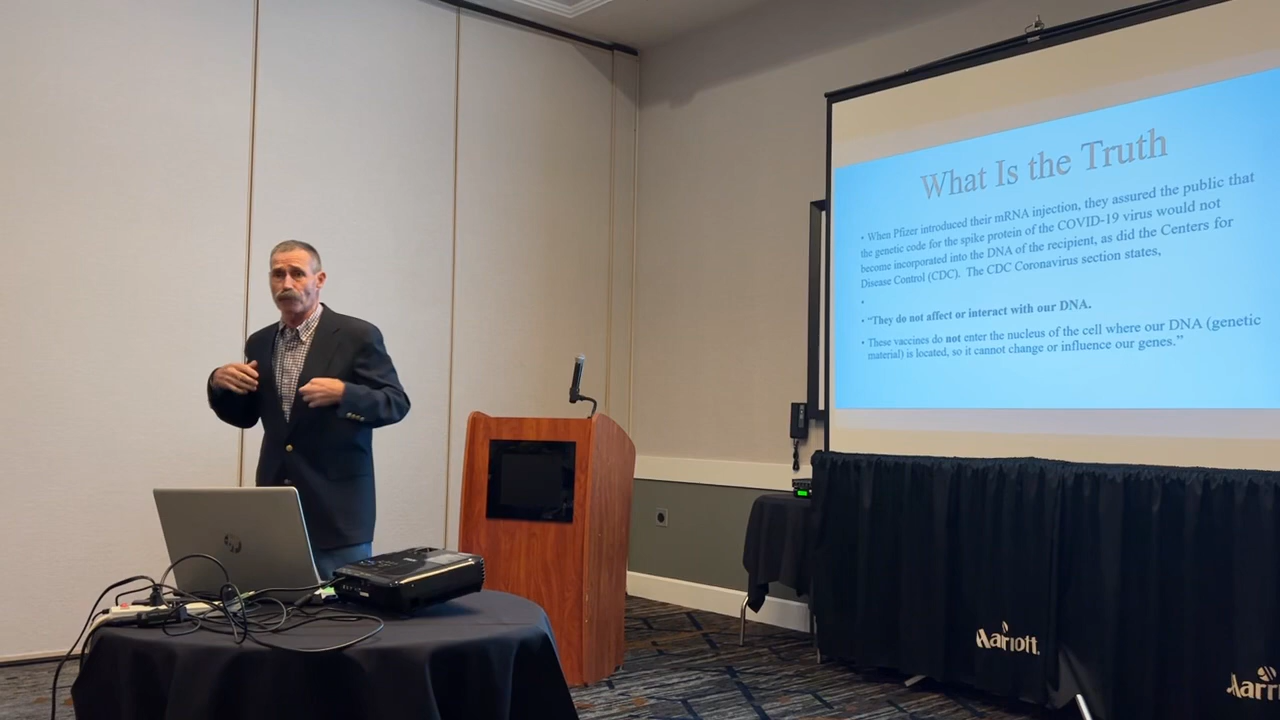 What Is the Truth
• When Pfizer introduced their mRNA injection, they assured the public that
the genetic code for the spike protein of the COVID-19 virus would not
become incorporated into the DNA of the recipient, as did the Centers for
Disease Control (CDC). The CDC Coronavirus section states,
•
• “They do not affect or interact with our DNA.
• These vaccines do not enter the nucleus of the cell where our DNA (genetic
material) is located, so it cannot change or influence our genes.”
Marriott.
Marri